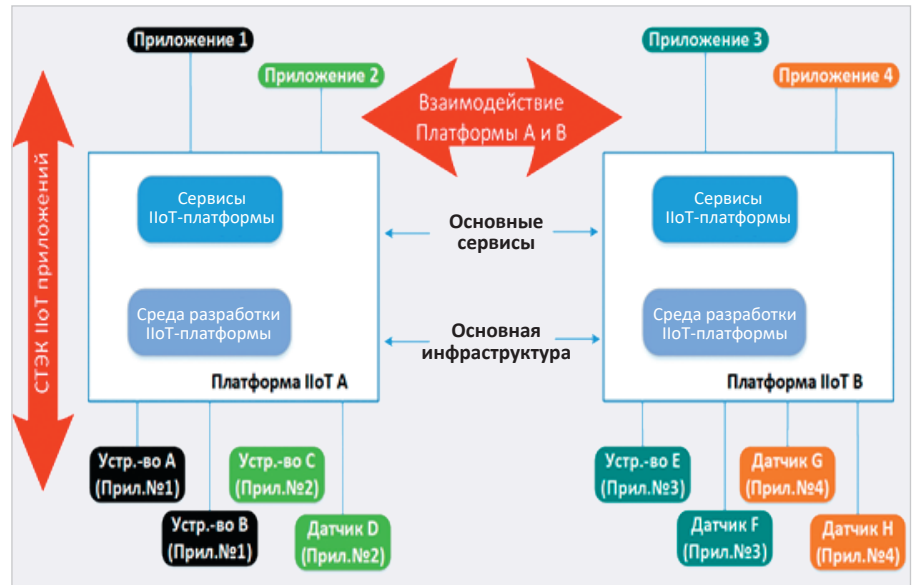 Приложение 1
Приложение 2
Взаимодействие
Платформы А и В
Приложение 3
Приложение 4
СТЭК IIoT приложений
Сервисы
IIoT-платформы
Среда разработки
IIoT-платформы
Платформа IIoT A
Основные
сервисы
Основная
инфраструктура
Сервисы
IIoT-платформы
Среда разработки
IIoT-платформы
Платформа IIoT B
Устр.-во A
(Прил.№1)
Устр.-во B
(Прил.№1)
Устр.-во C
(Прил.№2)
Датчик D
(Прил.№2)
Устр.-во E
(Прил.№3)
Датчик F
(Прил.№3)
Датчик G
(Прил.№4)
Датчик H
(Прил.№4)